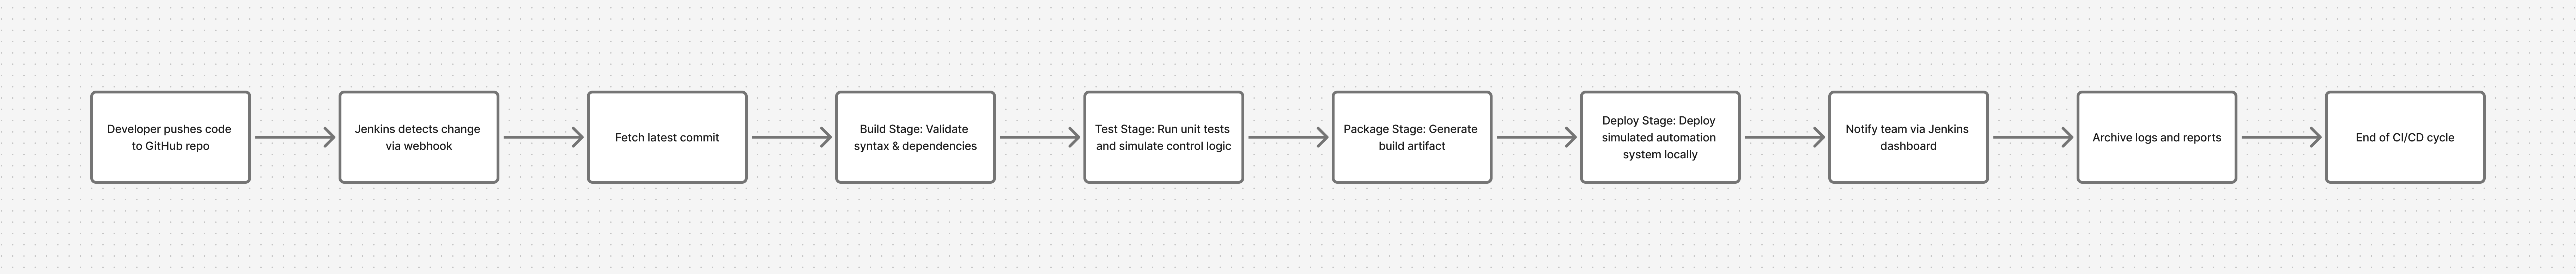 Developer pushes code
to GitHub repo
Jenkins detects change
via webhook
Fetch latest commit
Build Stage: Validate
syntax & dependencies
Test Stage: Run unit tests
and simulate control logic
Package Stage: Generate
build artifact
Deploy Stage: Deploy
simulated automation
system locally
Notify team via Jenkins
dashboard
Archive logs and reports
End of CI/CD cycle